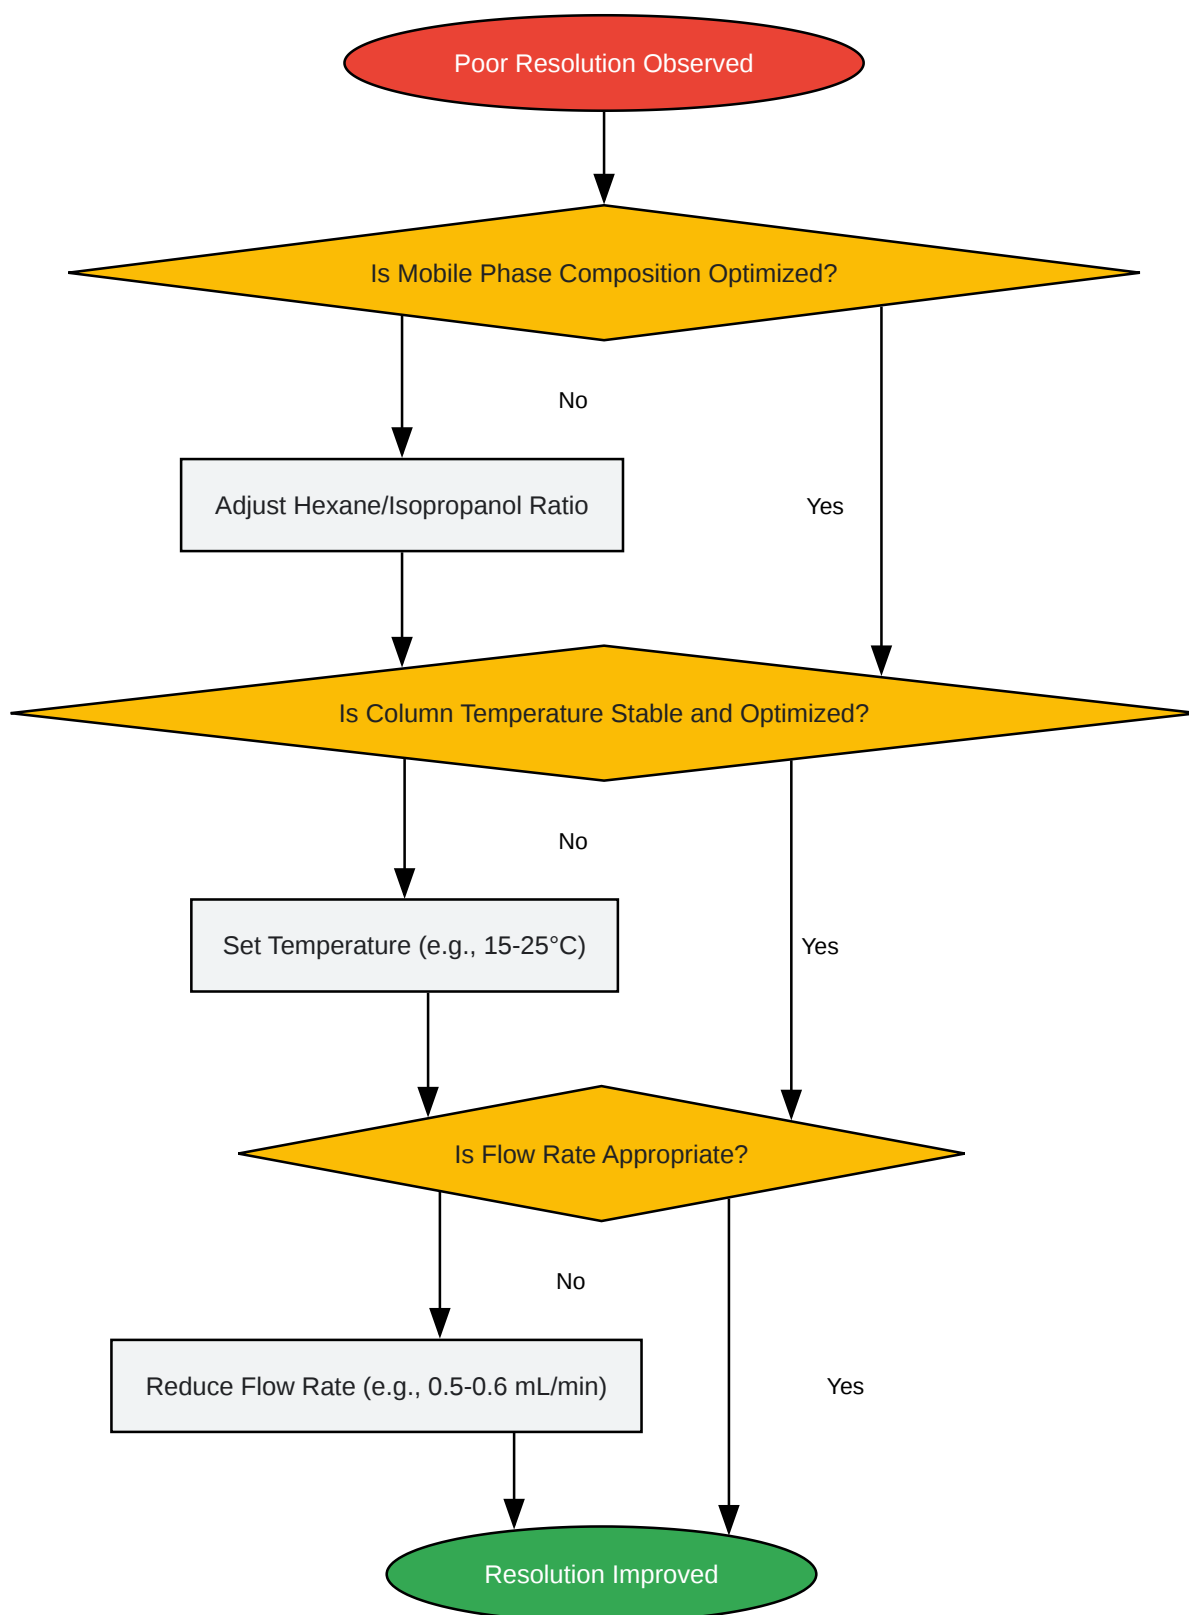 Poor Resolution Observed
Is Mobile Phase Composition Optimized?
No
Adjust Hexane/Isopropanol Ratio
Yes
Is Column Temperature Stable and Optimized?
No
Set Temperature (e.g., 15-25°C)
Yes
Is Flow Rate Appropriate?
No
Reduce Flow Rate (e.g., 0.5-0.6 mL/min)
Yes
Resolution Improved